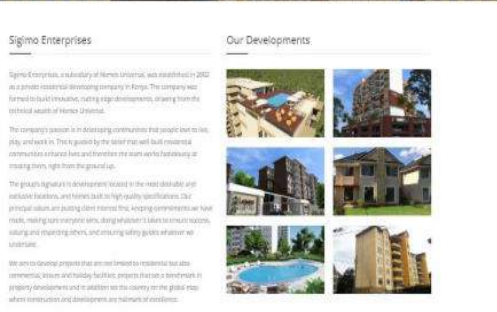 Sigimo Enterprises
Sigimo Enterprises, a subsidiary of Homex Universal, was established in 2002
as a private residential developing company in Kenya. The company was
formed to build innovative, cutting edge developments, drawing from the
technical wealth of Homex Universal.
The company's passion is in developing communities that people love to live,
play, and work in. This is guided by the belief that well built residential
communities enhance lives and therefore the team works fastidiously at
creating them, right from the ground up.
The group's signature is development located in the most desirable and
exclusive locations, and homes built to high quality specifications. Our
principal values are putting client interest first, keeping commitments we have
made, making sure everyone wins, doing whatever it takes to ensure success,
valuing and respecting others, and ensuring safety guides whatever we
undertake.
We aim to develop projects that are not limited to residential but also
commercial, leisure and holiday facilities, projects that set a benchmark in
property development and in addition set the country on the global map
where construction and development are hallmark of excellence.
Our Developments